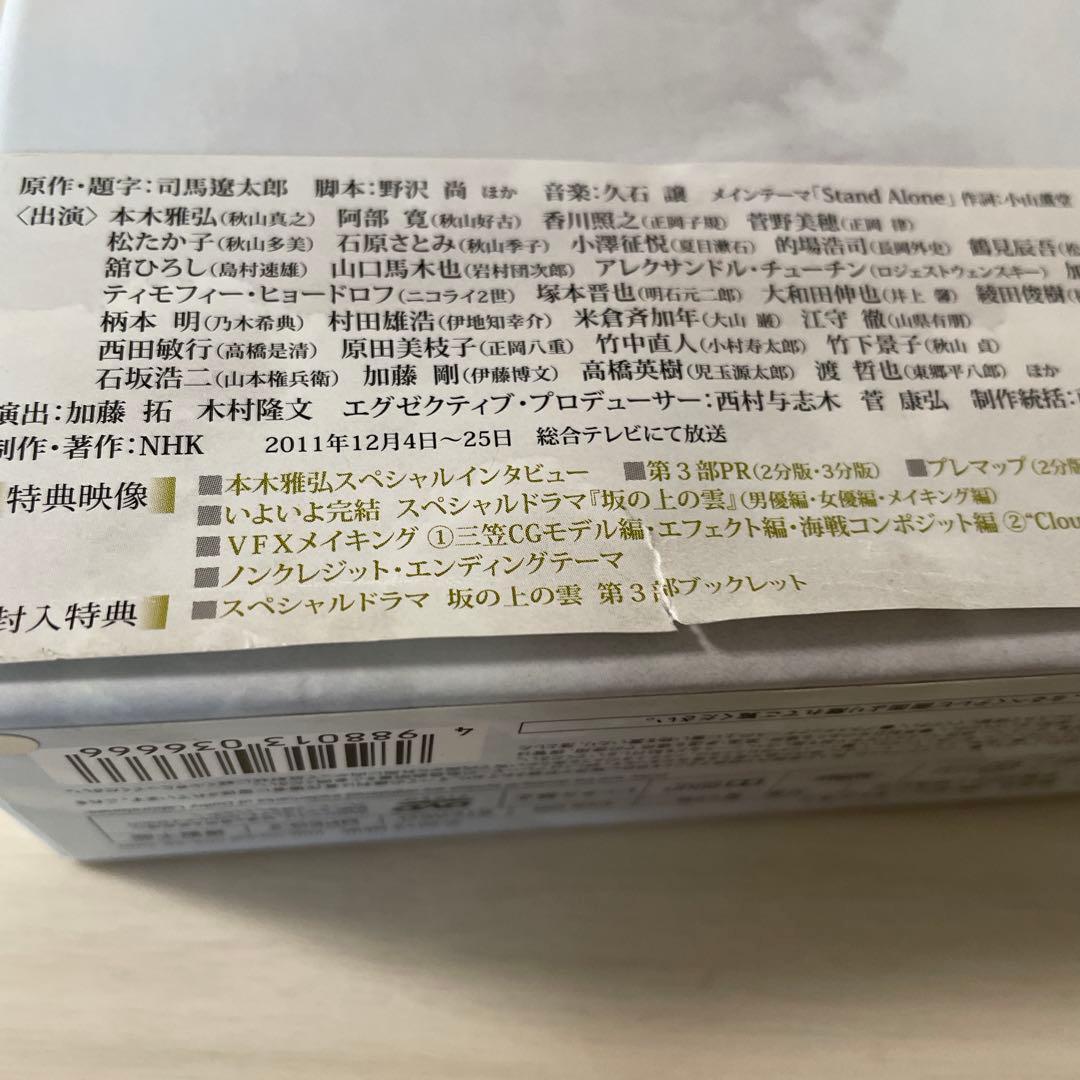 原作・題字：司馬遼太郎　脚本：野沢 尚 ほか　音楽：久石 譲　メインテーマ「Stand Alone」作詞：小山薫堂
〈出演〉本木雅弘(秋山真之)　阿部 寛(秋山好古)　香川照之(正岡子規)　菅野美穂(正岡 律)
松たか子(秋山多美)　石原さとみ(秋山季子)　小澤征悦(夏目漱石)　的場浩司(長岡外史)　鶴見辰吾
舘ひろし(島村速雄)　山口馬木也(岩村団次郎)　アレクサンドル・チューチン(ロジェストウェンスキー)　加
ティモフィー・ヒョードロフ(ニコライ2世)　塚本晋也(明石元二郎)　大和田伸也(井上 馨)　綾田俊樹
柄本 明(乃木希典)　村田雄浩(伊地知幸介)　米倉斉加年(大山 巌)　江守 徹(山県有朋)
西田敏行(高橋是清)　原田美枝子(正岡八重)　竹中直人(小村寿太郎)　竹下景子(秋山 貞)
石坂浩二(山本権兵衛)　加藤 剛(伊藤博文)　高橋英樹(児玉源太郎)　渡 哲也(東郷平八郎)　ほか
演出：加藤 拓　木村隆文　エグゼクティブ・プロデューサー：西村与志木　菅 康弘　制作統括：
制作・著作：NHK　2011年12月4日〜25日　総合テレビにて放送
特典映像　■本木雅弘スペシャルインタビュー　■第3部PR(2分版・3分版)　■プレマップ(2分版
■いよいよ完結 スペシャルドラマ『坂の上の雲』(男優編・女優編・メイキング編)
■VFXメイキング ①三笠CGモデル編・エフェクト編・海戦コンポジット編 ②“Clou
■ノンクレジット・エンディングテーマ
封入特典　■スペシャルドラマ 坂の上の雲 第3部ブックレット
4 988013 036666